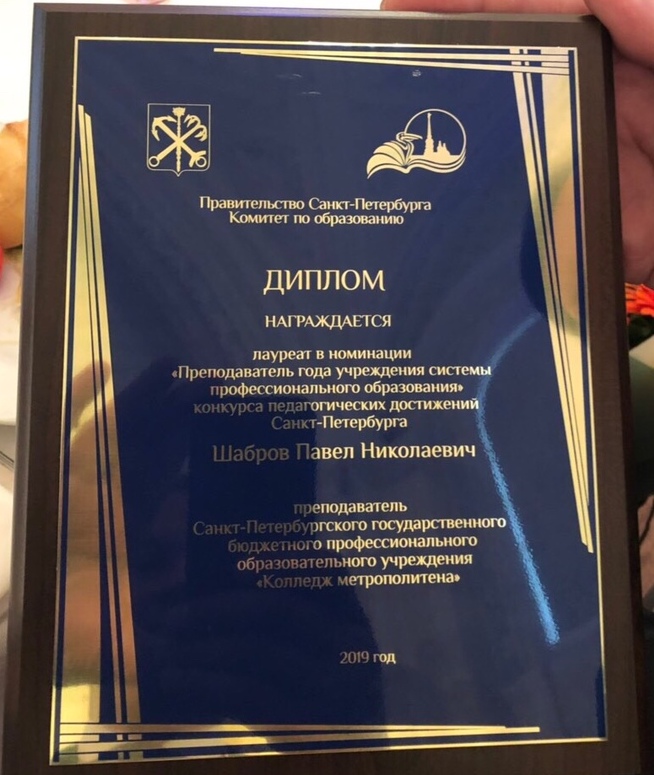 Правительство Санкт-Петербурга
Комитет по образованию
ДИПЛОМ
НАГРАЖДАЕТСЯ
лауреат в номинации
«Преподаватель года учреждения системы
профессионального образования»
конкурса педагогических достижений
Санкт-Петербурга
Шабров Павел Николаевич
преподаватель
Санкт-Петербургского государственного
бюджетного профессионального
образовательного учреждения
«Колледж метрополитена»
2019 год